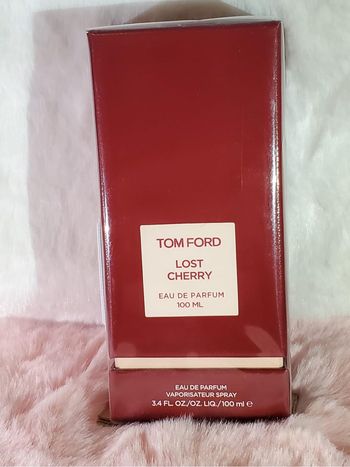 TOM FORD
LOST
CHERRY
EAU DE PARFUM
100 ML
EAU DE PARFUM
VAPORISATEUR SPRAY
3.4 FL. OZ./OZ. LIQ./100 ml ℮